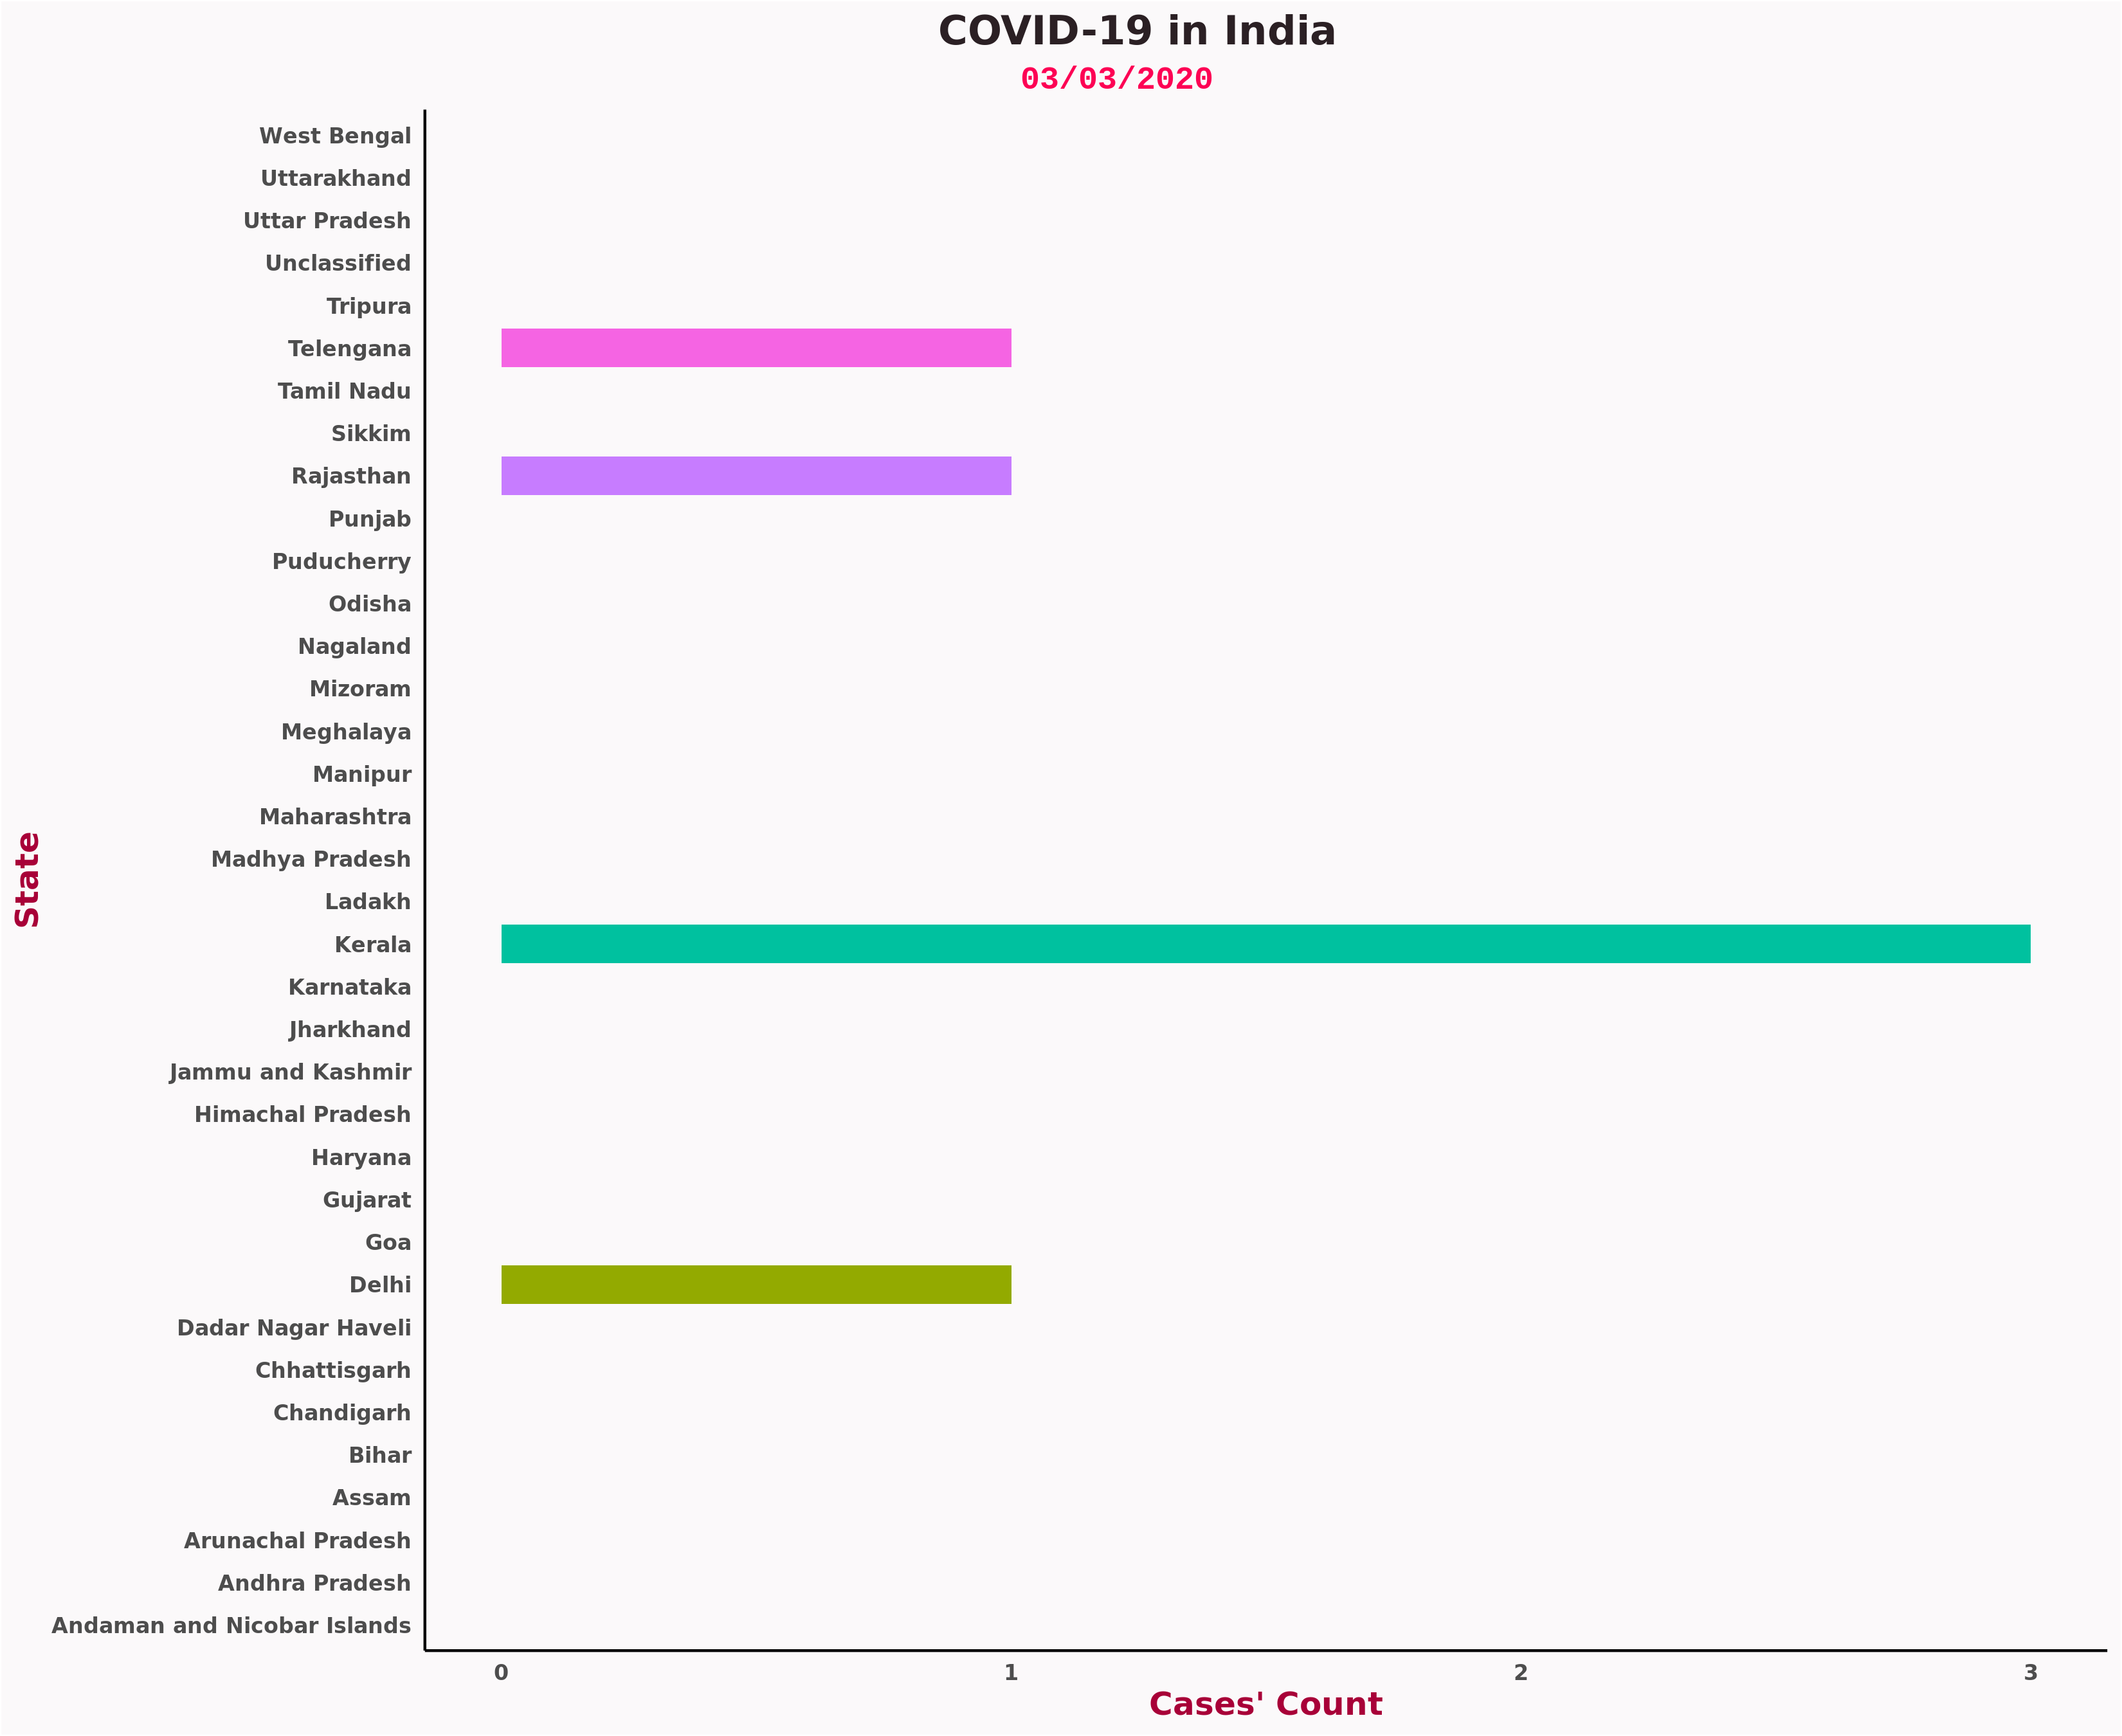 COVID-19 in India
03/03/2020
West Bengal
Uttarakhand
Uttar Pradesh
Unclassified
Tripura
Telengana
Tamil Nadu
Sikkim
Rajasthan
Punjab
Puducherry
Odisha
Nagaland
Mizoram
Meghalaya
Manipur
Maharashtra
Madhya Pradesh
Ladakh
Kerala
Karnataka
Jharkhand
Jammu and Kashmir
Himachal Pradesh
Haryana
Gujarat
Goa
Delhi
Dadar Nagar Haveli
Chhattisgarh
Chandigarh
Bihar
Assam
Arunachal Pradesh
Andhra Pradesh
Andaman and Nicobar Islands
State
0 1 2 3
Cases' Count